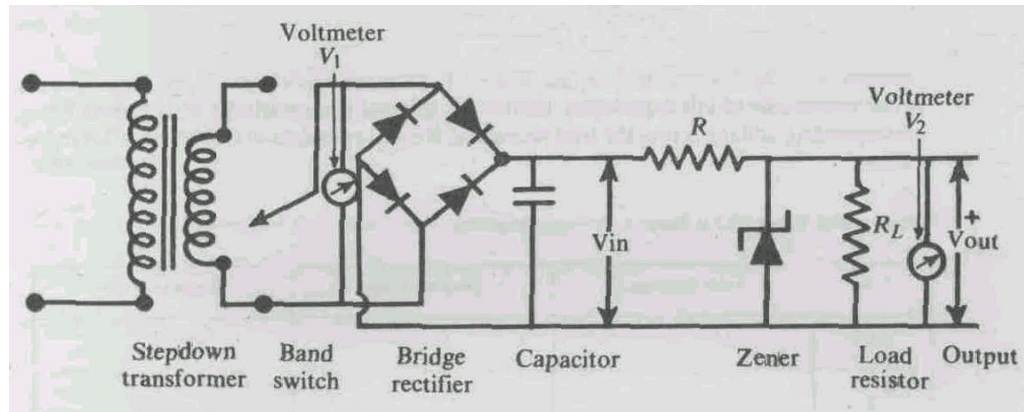 Voltmeter
V1
Voltmeter
V2
R
Vin
RL
+
Vout
Stepdown
transformer
Band
switch
Bridge
rectifier
Capacitor
Zener
Load
resistor
Output